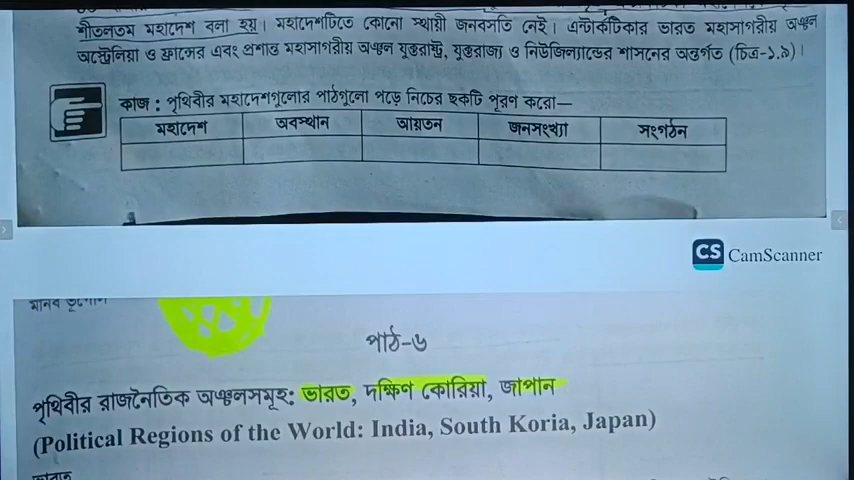 শীতলতম মহাদেশ বলা হয়। মহাদেশটিতে কোনো স্থায়ী জনবসতি নেই। এন্টার্কটিকার ভারত মহাসাগরীয় অঞ্চল
অস্ট্রেলিয়া ও ফ্রান্সের এবং প্রশান্ত মহাসাগরীয় অঞ্চল যুক্তরাষ্ট্র, যুক্তরাজ্য ও নিউজিল্যান্ডের শাসনের অন্তর্গত (চিত্র-১.৯)।
কাজ : পৃথিবীর মহাদেশগুলোর পাঠগুলো পড়ে নিচের ছকটি পূরণ করো—
মহাদেশ অবস্থান আয়তন জনসংখ্যা সংগঠন
CS CamScanner
মানব ভূগোল
পাঠ-৬
পৃথিবীর রাজনৈতিক অঞ্চলসমূহ: ভারত, দক্ষিণ কোরিয়া, জাপান
(Political Regions of the World: India, South Koria, Japan)
ভারত